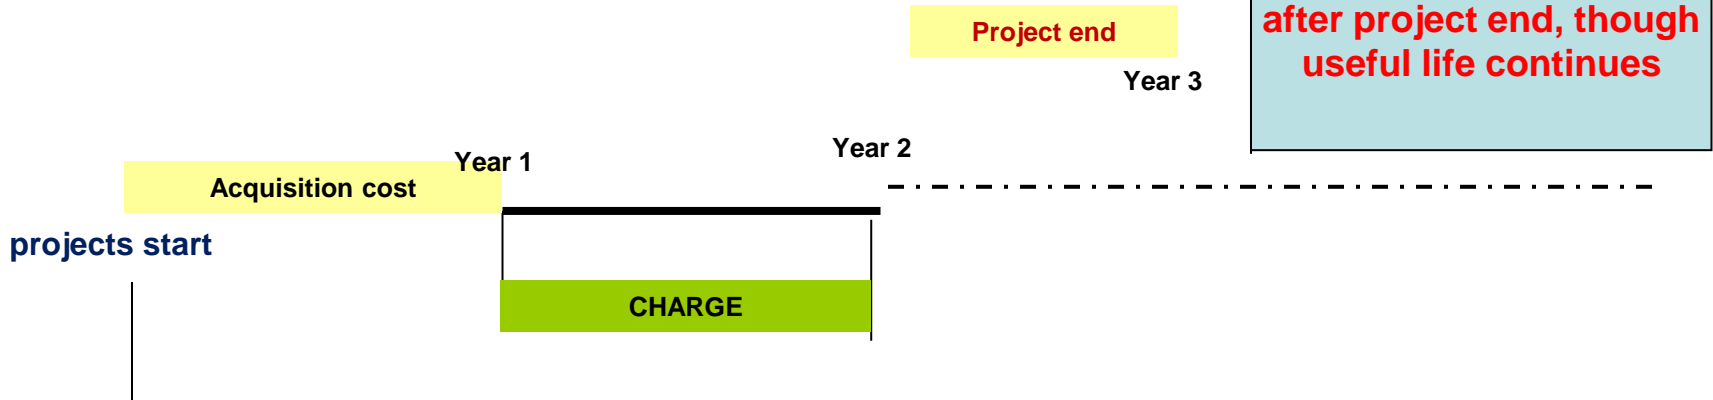 after project end, though
useful life continues
Project end
Year 3
Year 1
Year 2
Acquisition cost
projects start
CHARGE